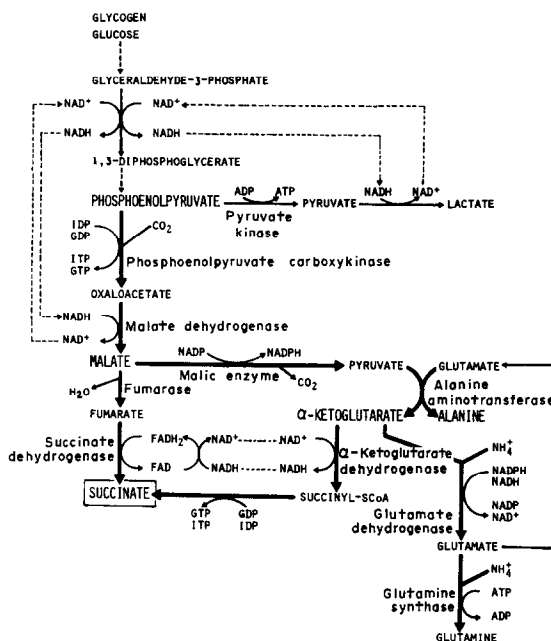 GLYCOGEN
GLUCOSE
GLYCERALDEHYDE-3-PHOSPHATE
NAD⁺ NAD⁺
NADH NADH NADH NAD⁺
1,3-DIPHOSPHOGLYCERATE
PHOSPHOENOLPYRUVATE ADP ATP PYRUVATE LACTATE
Pyruvate
kinase
IDP CO₂
GDP
ITP
GTP
Phosphoenolpyruvate carboxykinase
OXALOACETATE
NADH
NAD⁺
Malate dehydrogenase
MALATE NADP NADPH PYRUVATE GLUTAMATE
Malic enzyme CO₂
H₂O Fumarase
Alanine
aminotransferase
FUMARATE α-KETOGLUTARATE ALANINE
Succinate
dehydrogenase
FADH₂ NAD⁺ NAD⁺
FAD NADH NADH
α-Ketoglutarate
dehydrogenase
NH₄⁺
NADPH
NADH
NADP
NAD⁺
SUCCINATE SUCCINYL-SCoA
GTP GDP
ITP IDP
Glutamate
dehydrogenase
GLUTAMATE
NH₄⁺
Glutamine
synthase
ATP
ADP
GLUTAMINE